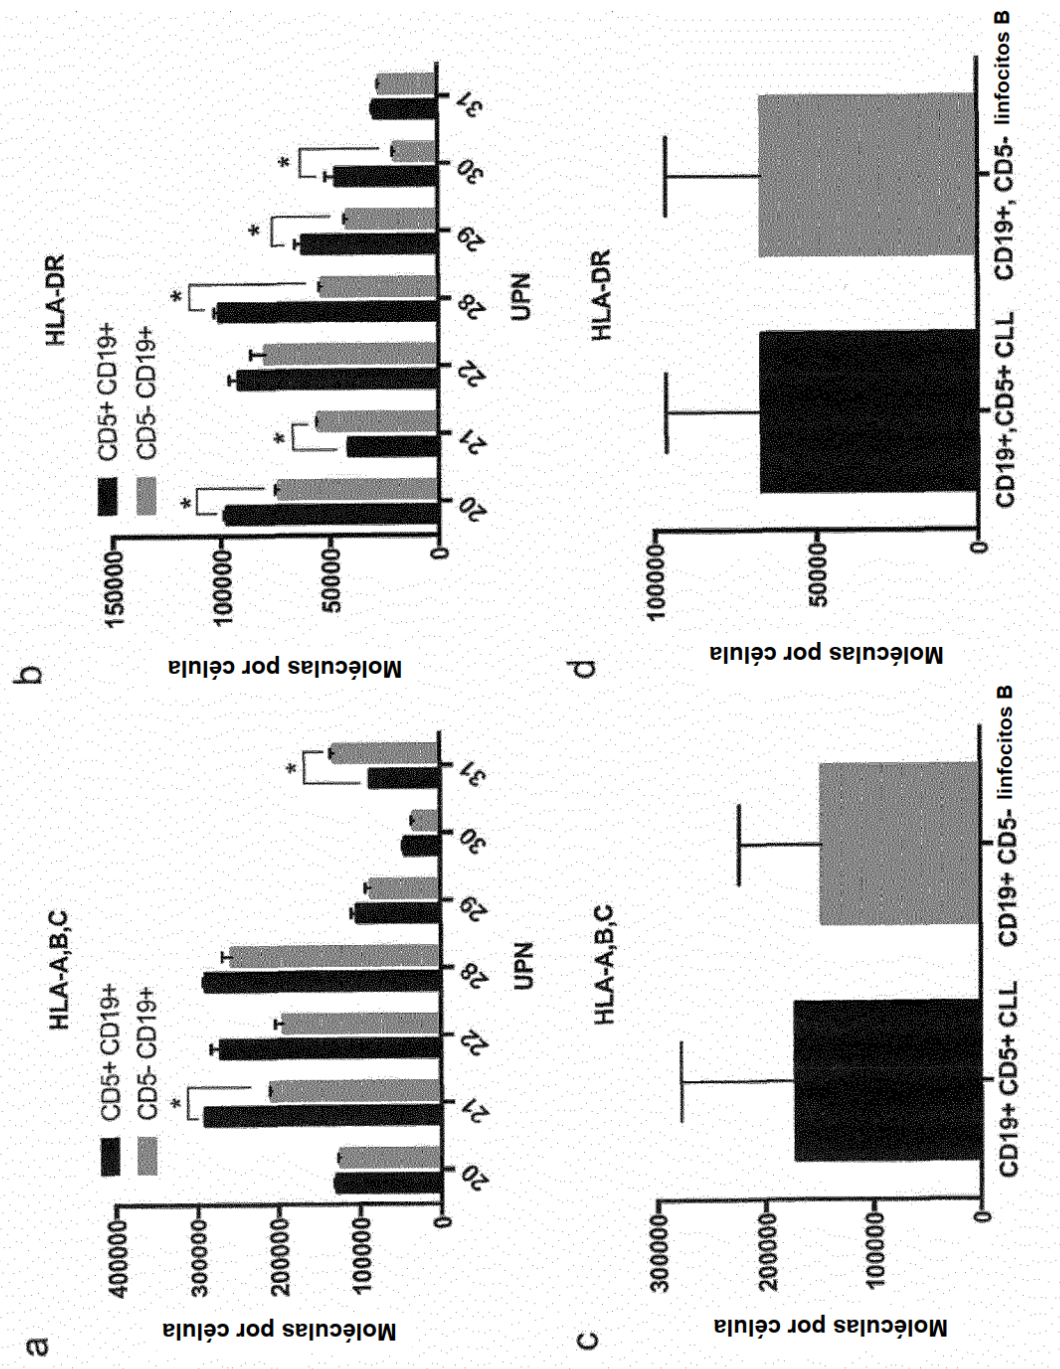 a
HLA-A,B,C
CD5+ CD19+
CD5- CD19+
Moléculas por célula
400000
300000
200000
100000
0
*
*
20
21
22
28
29
30
31
UPN
b
HLA-DR
CD5+ CD19+
CD5- CD19+
Moléculas por célula
150000
100000
50000
0
*
*
*
*
*
20
21
22
28
29
30
31
UPN
c
HLA-A,B,C
Moléculas por célula
300000
200000
100000
0
CD19+ CD5+ CLL
CD19+ CD5- linfocitos B
d
HLA-DR
Moléculas por célula
100000
50000
0
CD19+,CD5+ CLL
CD19+, CD5- linfocitos B